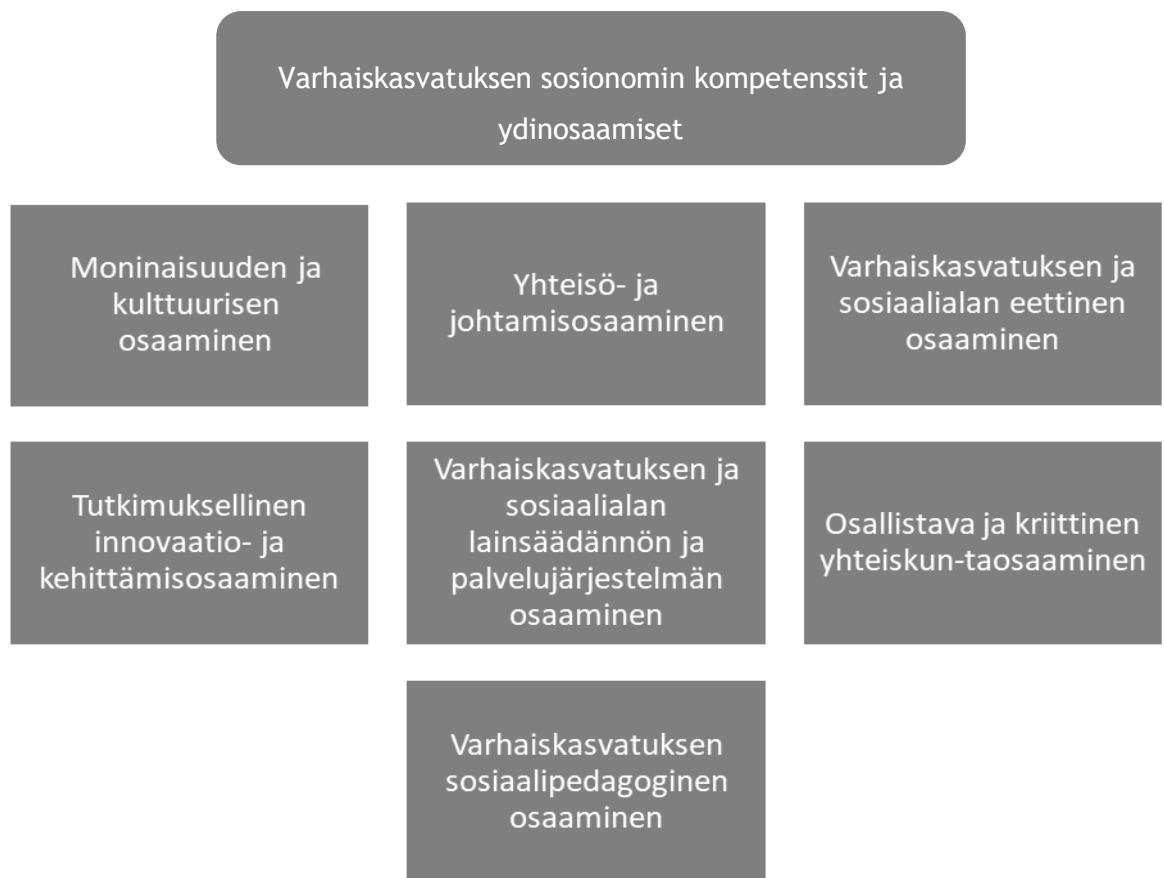 Varhaiskasvatuksen sosionomin kompetenssit ja
ydinosaamiset
Moninaisuuden ja
kulttuurisen
osaaminen
Yhteisö- ja
johtamisosaaminen
Varhaiskasvatuksen ja
sosiaalialan eettinen
osaaminen
Tutkimuksellinen
innovaatio- ja
kehittämisosaaminen
Varhaiskasvatuksen ja
sosiaalialan
lainsäädännön ja
palvelujärjestelmän
osaaminen
Osallistava ja kriittinen
yhteiskun-taosaaminen
Varhaiskasvatuksen
sosiaalipedagoginen
osaaminen